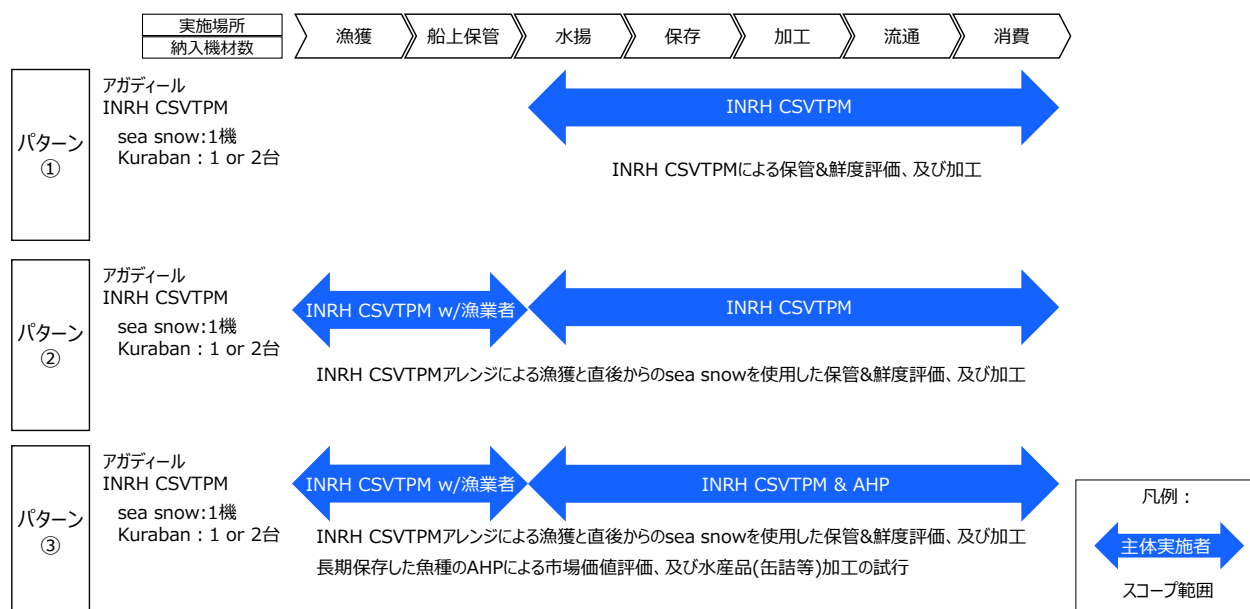 実施場所
納入機材数
漁獲
船上保管
水揚
保存
加工
流通
消費
パターン
①
アガディール
INRH CSVTPM
sea snow:1機
Kuraban : 1 or 2台
INRH CSVTPM
INRH CSVTPMによる保管&鮮度評価、及び加工
パターン
②
アガディール
INRH CSVTPM
sea snow:1機
Kuraban : 1 or 2台
INRH CSVTPM w/漁業者
INRH CSVTPM
INRH CSVTPMアレンジによる漁獲と直後からのsea snowを使用した保管&鮮度評価、及び加工
パターン
③
アガディール
INRH CSVTPM
sea snow:1機
Kuraban : 1 or 2台
INRH CSVTPM w/漁業者
INRH CSVTPM & AHP
INRH CSVTPMアレンジによる漁獲と直後からのsea snowを使用した保管&鮮度評価、及び加工
長期保存した魚種のAHPによる市場価値評価、及び水産品(缶詰等)加工の試行
凡例：
主体実施者
スコープ範囲